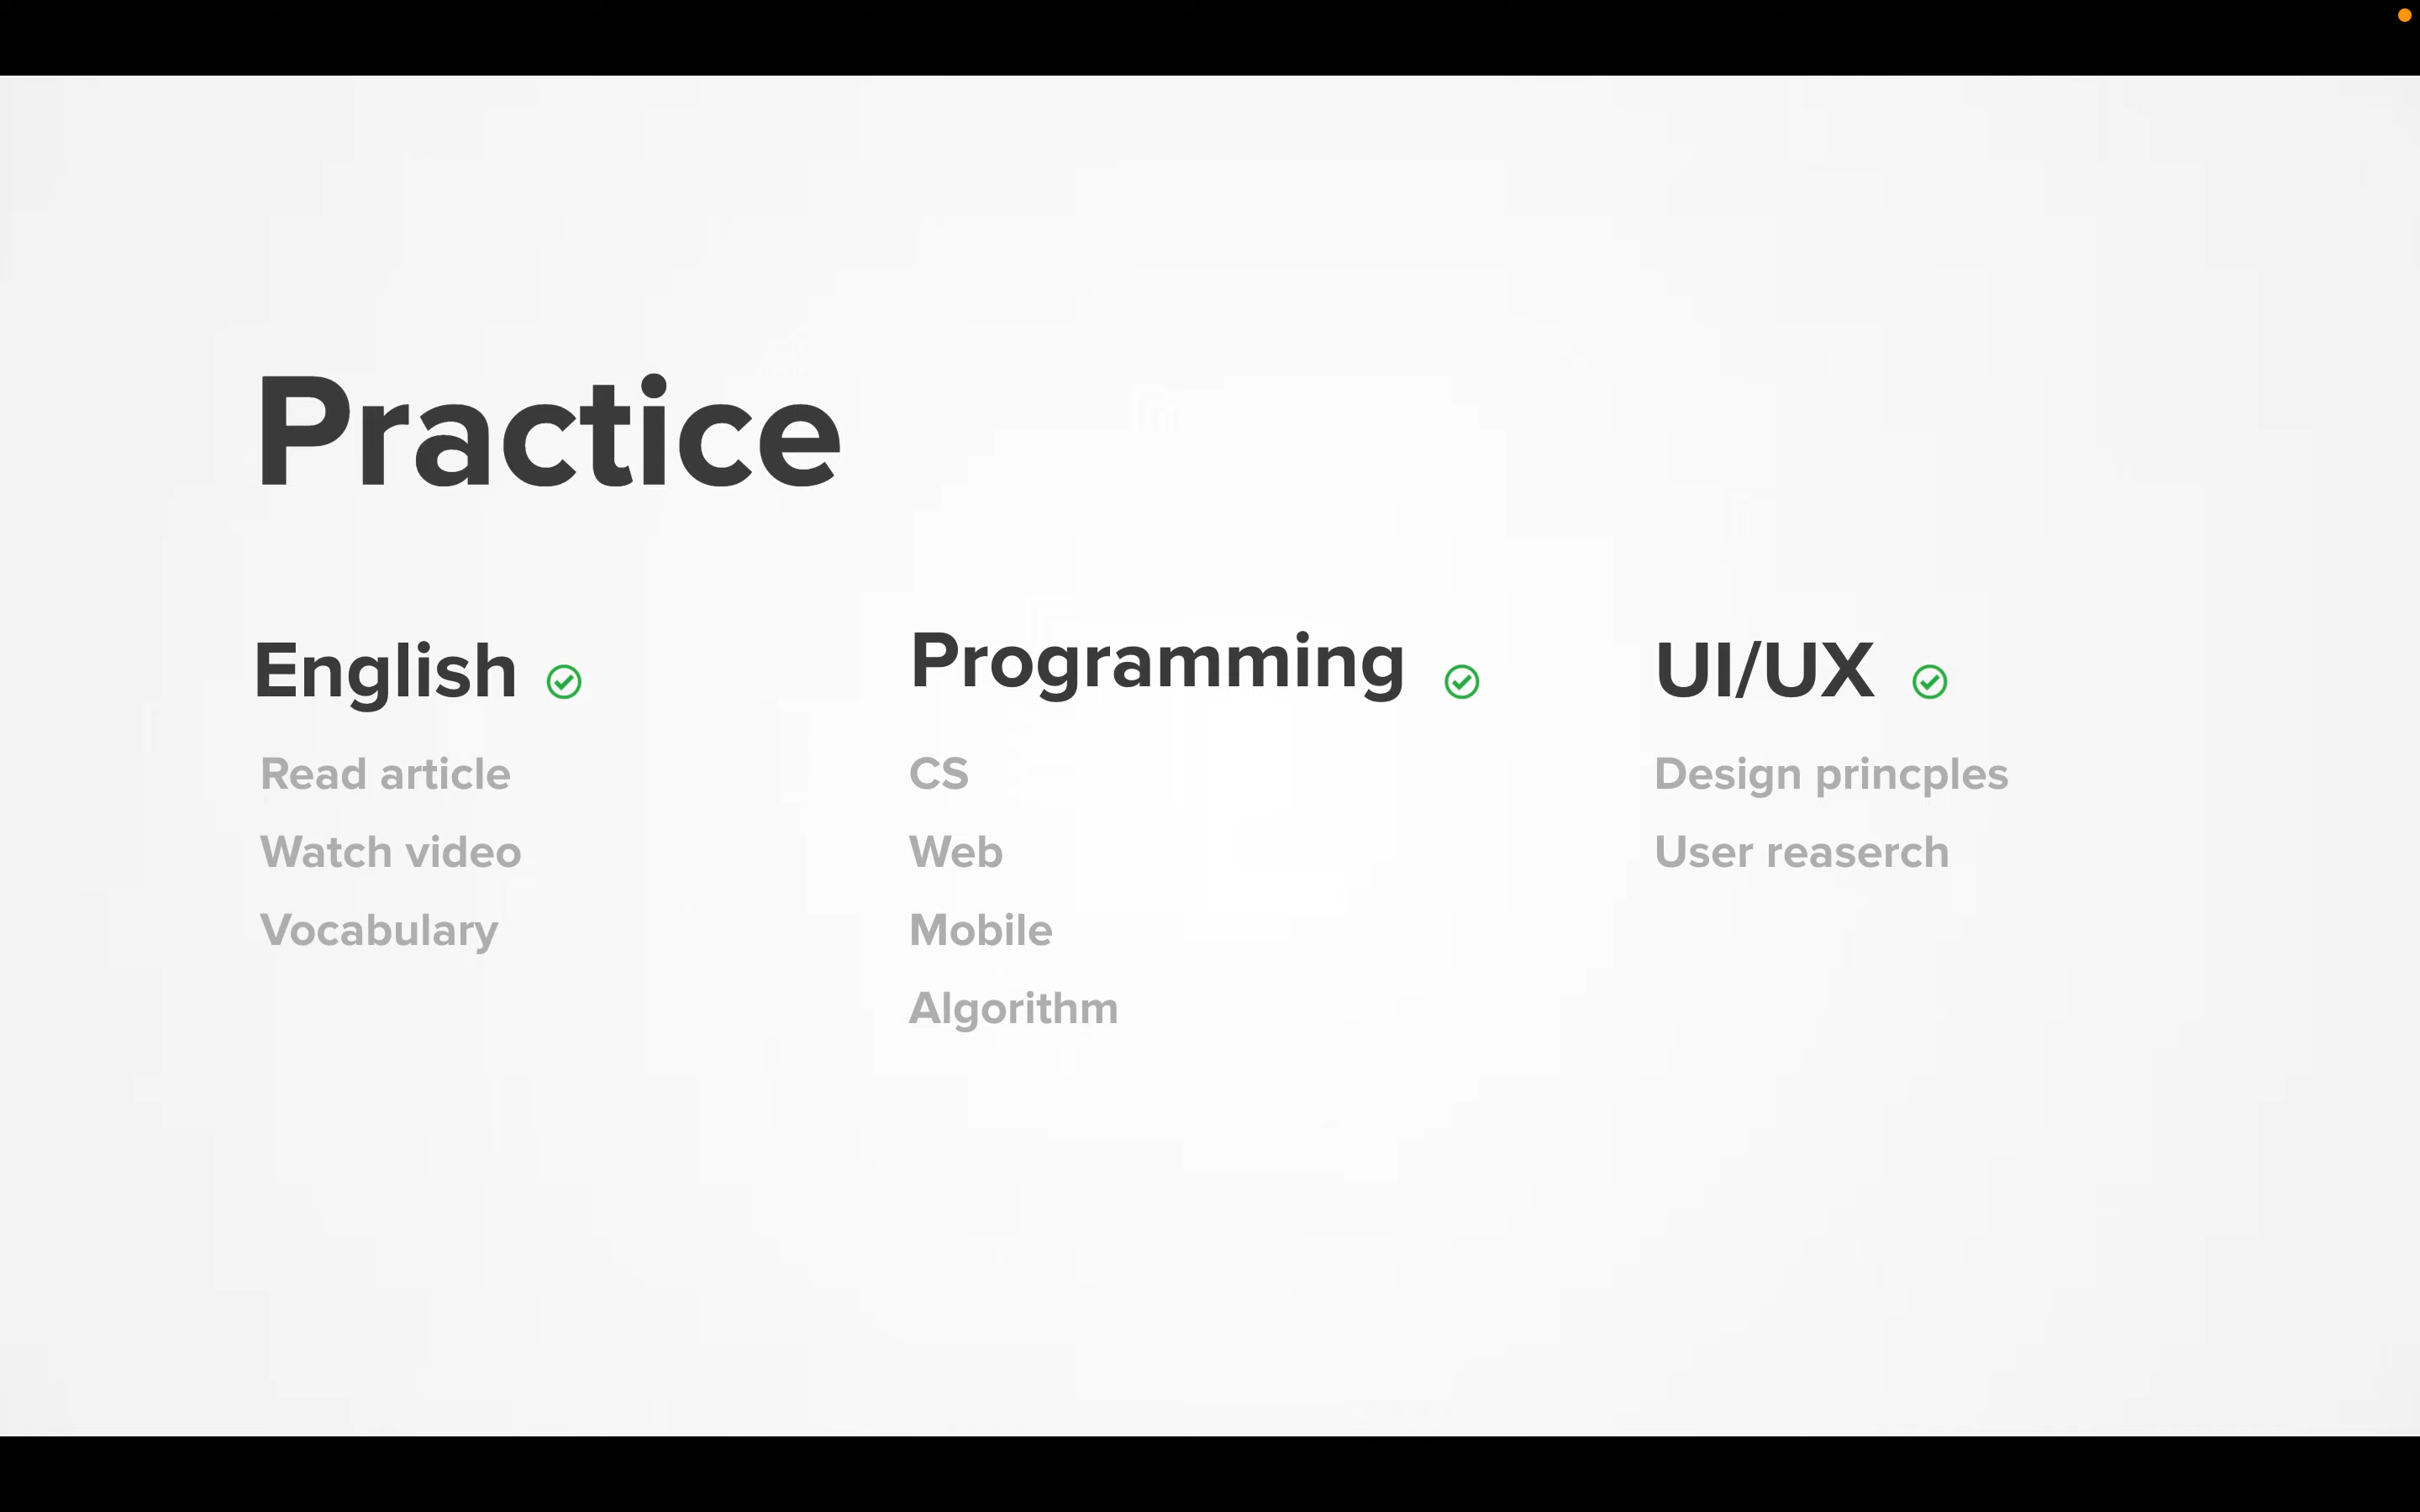 Practice
English
Read article
Watch video
Vocabulary
Programming
CS
Web
Mobile
Algorithm
UI/UX
Design princples
User reaserch